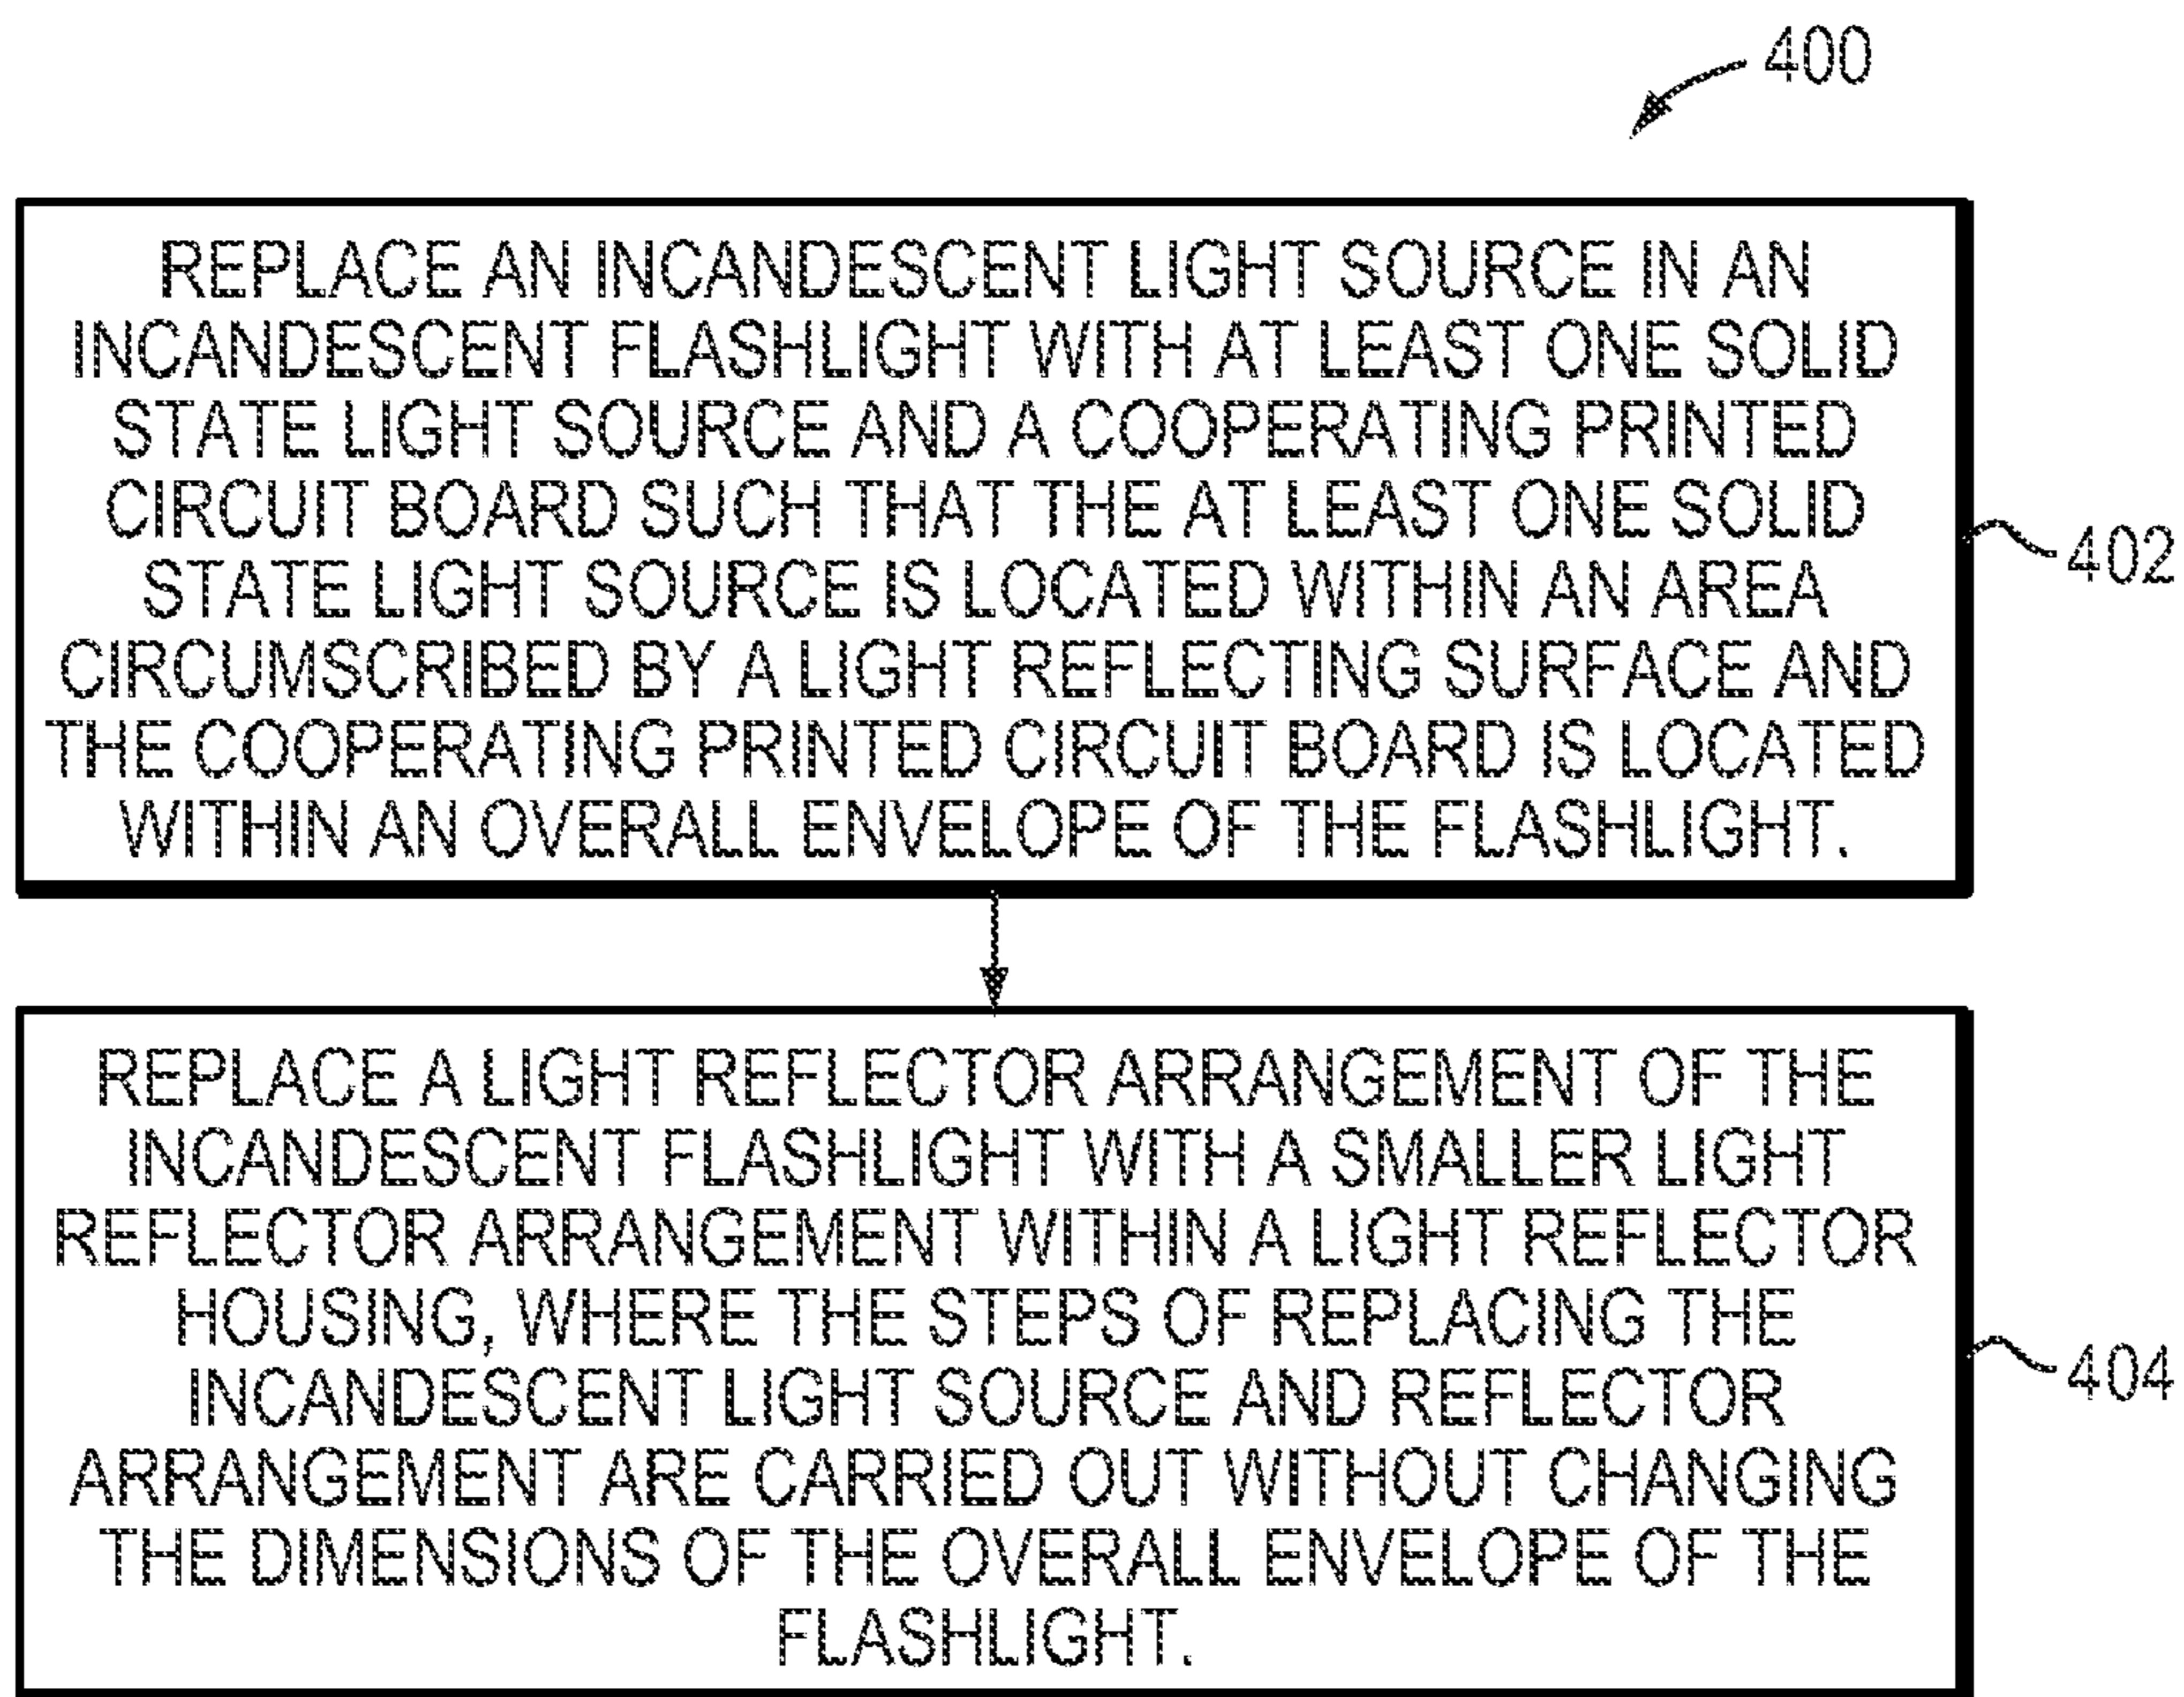 400
REPLACE AN INCANDESCENT LIGHT SOURCE IN AN
INCANDESCENT FLASHLIGHT WITH AT LEAST ONE SOLID
STATE LIGHT SOURCE AND A COOPERATING PRINTED
CIRCUIT BOARD SUCH THAT THE AT LEAST ONE SOLID
STATE LIGHT SOURCE IS LOCATED WITHIN AN AREA
CIRCUMSCRIBED BY A LIGHT REFLECTING SURFACE AND
THE COOPERATING PRINTED CIRCUIT BOARD IS LOCATED
WITHIN AN OVERALL ENVELOPE OF THE FLASHLIGHT.
402
REPLACE A LIGHT REFLECTOR ARRANGEMENT OF THE
INCANDESCENT FLASHLIGHT WITH A SMALLER LIGHT
REFLECTOR ARRANGEMENT WITHIN A LIGHT REFLECTOR
HOUSING, WHERE THE STEPS OF REPLACING THE
INCANDESCENT LIGHT SOURCE AND REFLECTOR
ARRANGEMENT ARE CARRIED OUT WITHOUT CHANGING
THE DIMENSIONS OF THE OVERALL ENVELOPE OF THE
FLASHLIGHT.
404